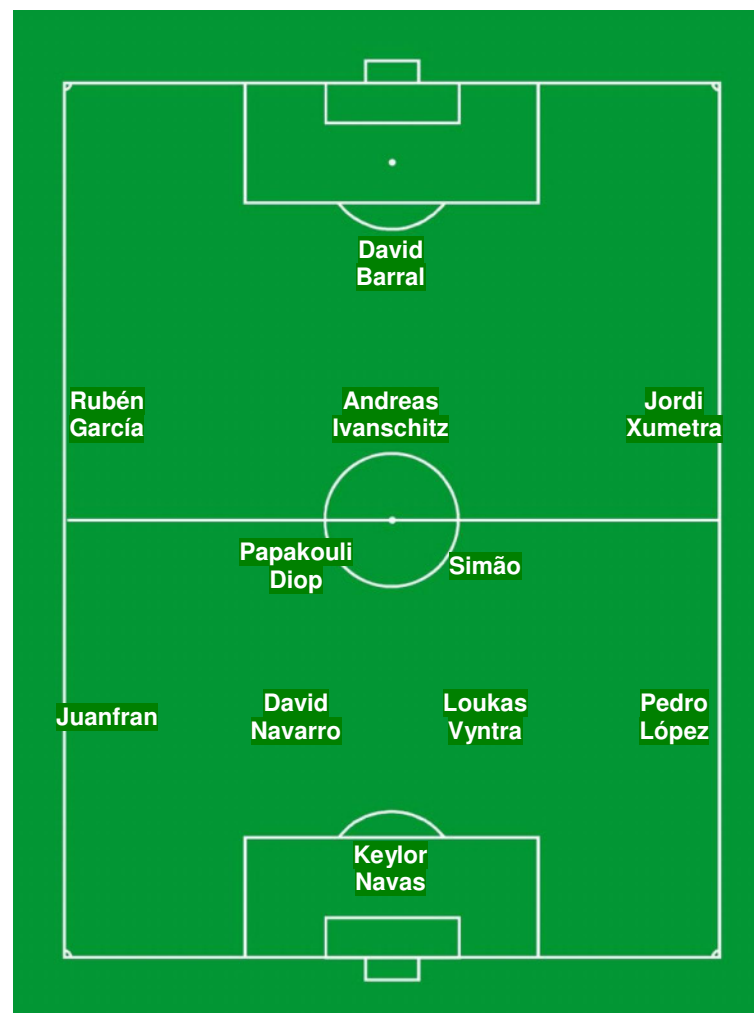 David
Barral
Rubén
García
Andreas
Ivanschitz
Jordi
Xumetra
Papakouli
Diop
Simão
Juanfran
David
Navarro
Loukas
Vyntra
Pedro
López
Keylor
Navas